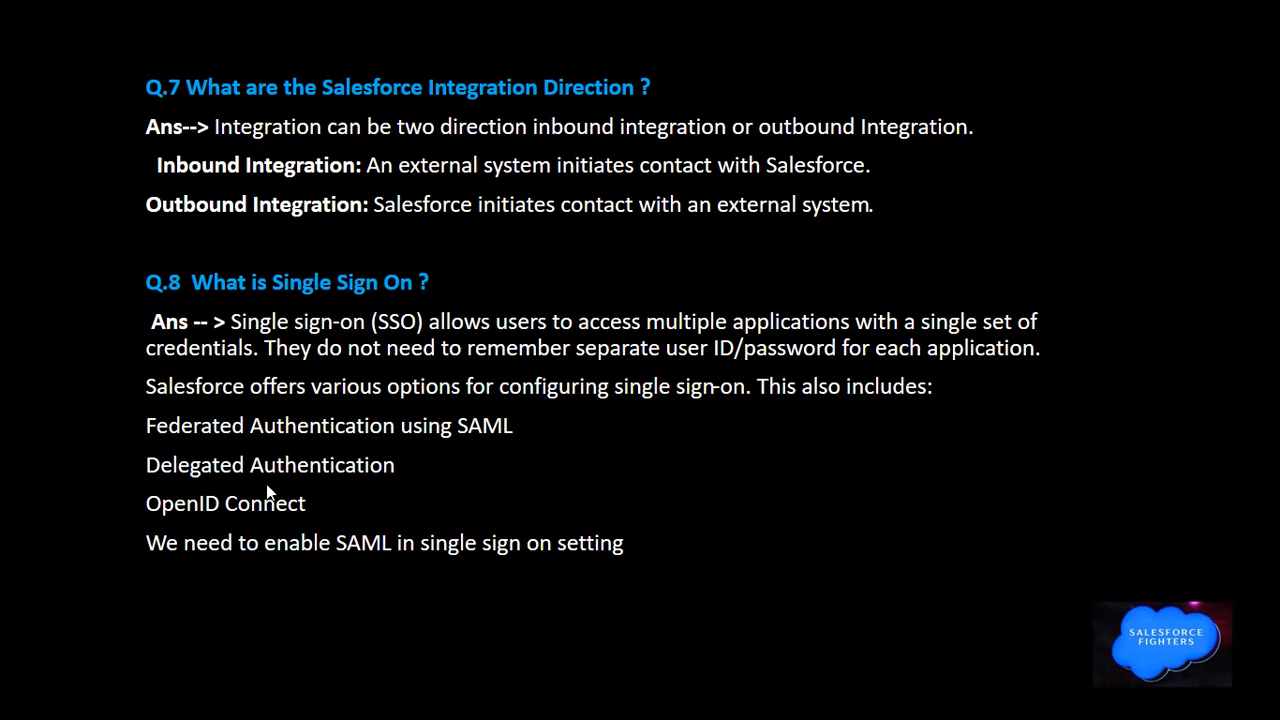 Q.7 What are the Salesforce Integration Direction ?
Ans--> Integration can be two direction inbound integration or outbound Integration.
Inbound Integration: An external system initiates contact with Salesforce.
Outbound Integration: Salesforce initiates contact with an external system.
Q.8 What is Single Sign On ?
Ans -- > Single sign-on (SSO) allows users to access multiple applications with a single set of
credentials. They do not need to remember separate user ID/password for each application.
Salesforce offers various options for configuring single sign-on. This also includes:
Federated Authentication using SAML
Delegated Authentication
OpenID Connect
We need to enable SAML in single sign on setting
SALESFORCE
FIGHTERS